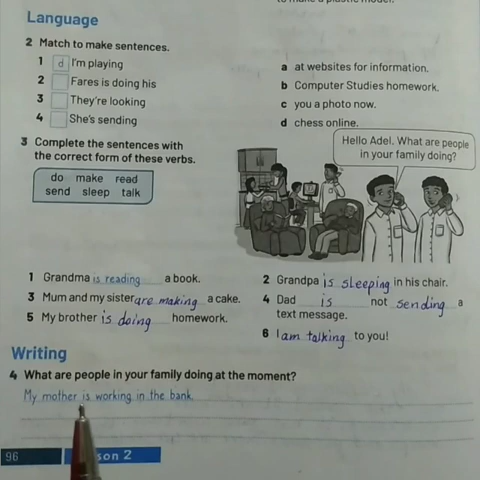 to make a plastic model.
Language
2 Match to make sentences.
1 d I'm playing
2 Fares is doing his
3 They're looking
4 She's sending
a at websites for information.
b Computer Studies homework.
c you a photo now.
d chess online.
3 Complete the sentences with
the correct form of these verbs.
do make read
send sleep talk
Hello Adel. What are people
in your family doing?
1 Grandma is reading a book.
2 Grandpa is sleeping in his chair.
3 Mum and my sister are making a cake.
4 Dad is not sending a
text message.
5 My brother is doing homework.
6 I am talking to you!
Writing
4 What are people in your family doing at the moment?
My mother is working in the bank.
96 son 2